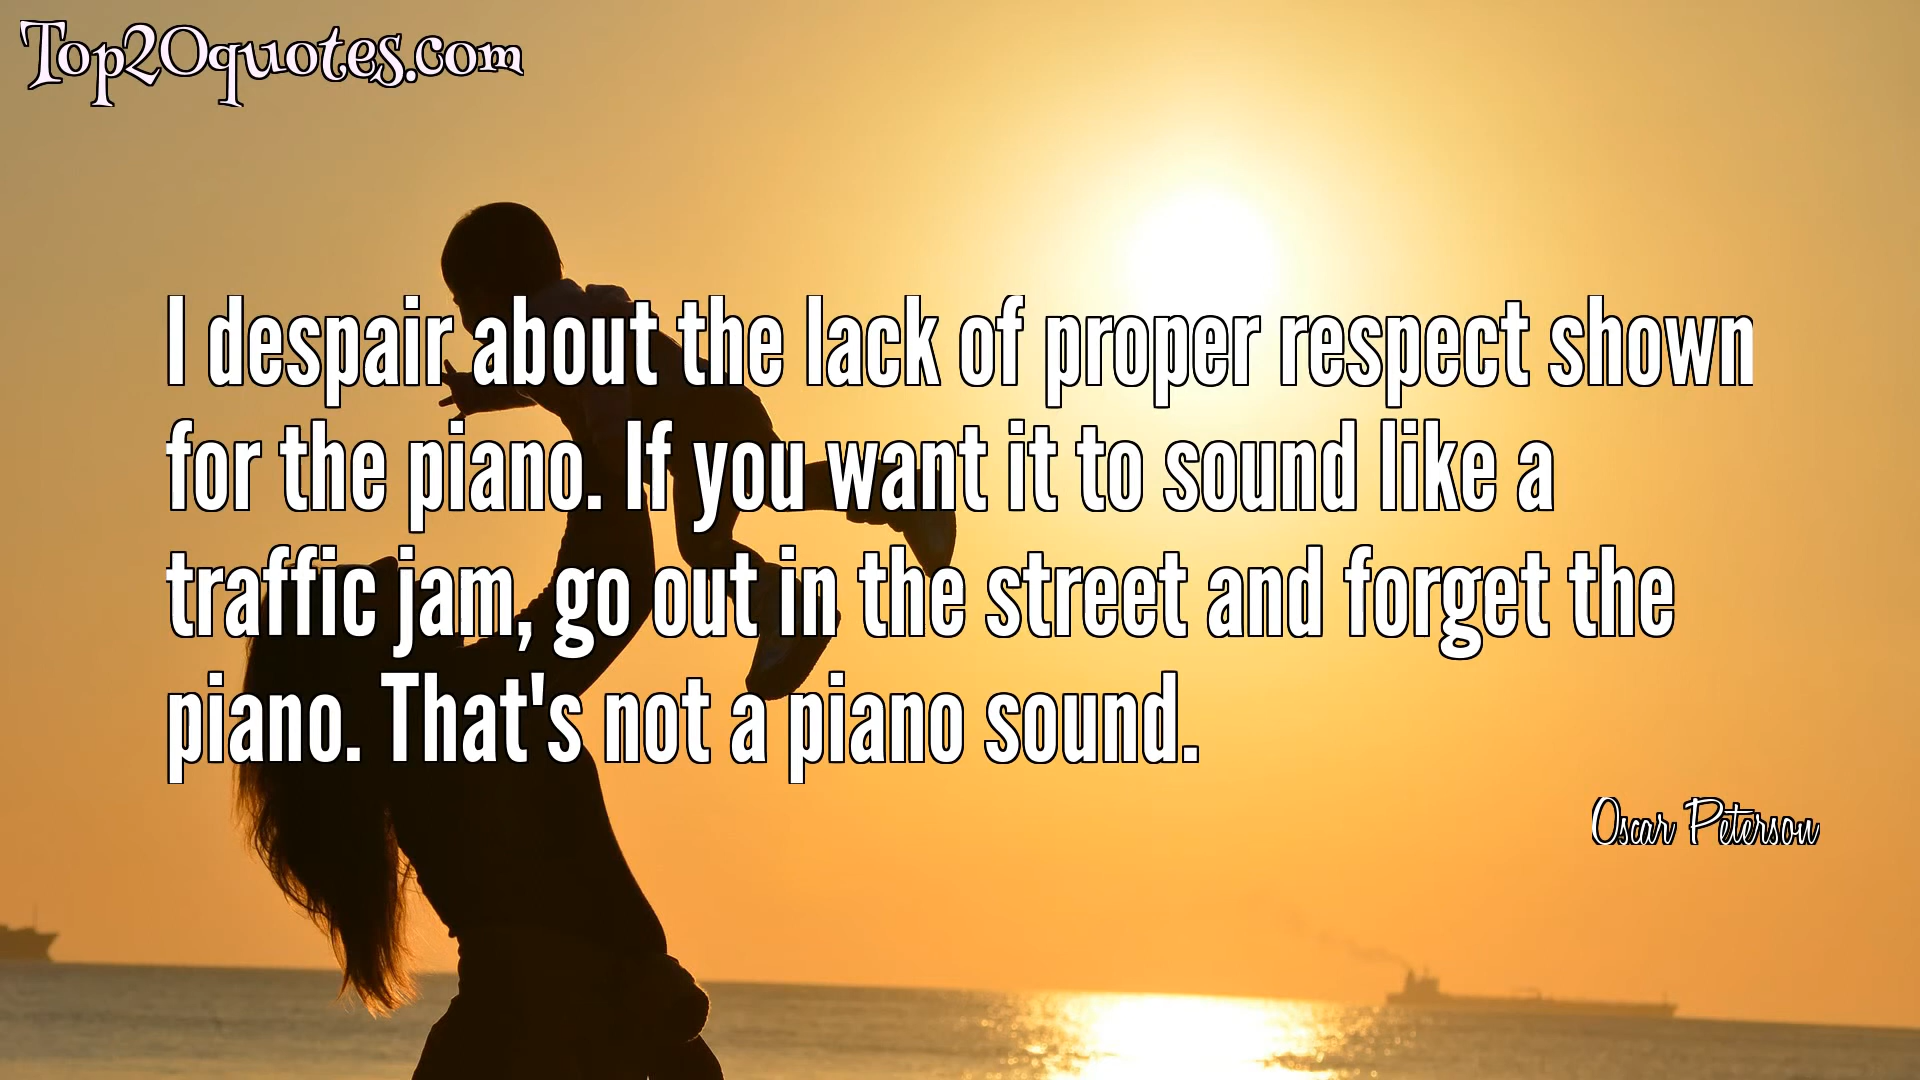 Top20quotes.com
I despair about the lack of proper respect shown
for the piano. If you want it to sound like a
traffic jam, go out in the street and forget the
piano. That's not a piano sound.
Oscar Peterson